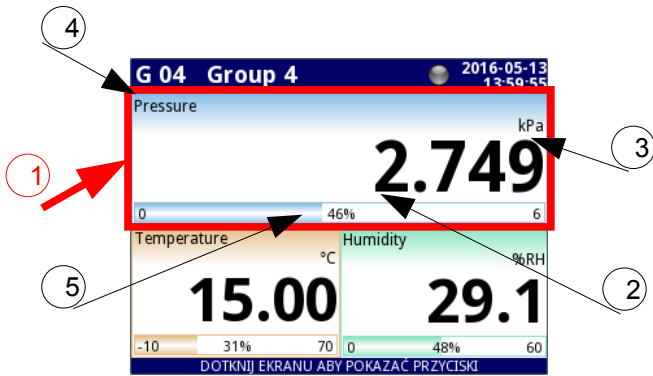 4
G 04 Group 4
2016-05-13
13:59:55
Pressure
kPa
3
2.749
1
0 46% 6
Temperature
Humidity
°C
%RH
5
15.00
29.1
2
-10 31% 70
0 48% 60
DOTKNIJ EKRANU ABY POKAZAĆ PRZYCISKI